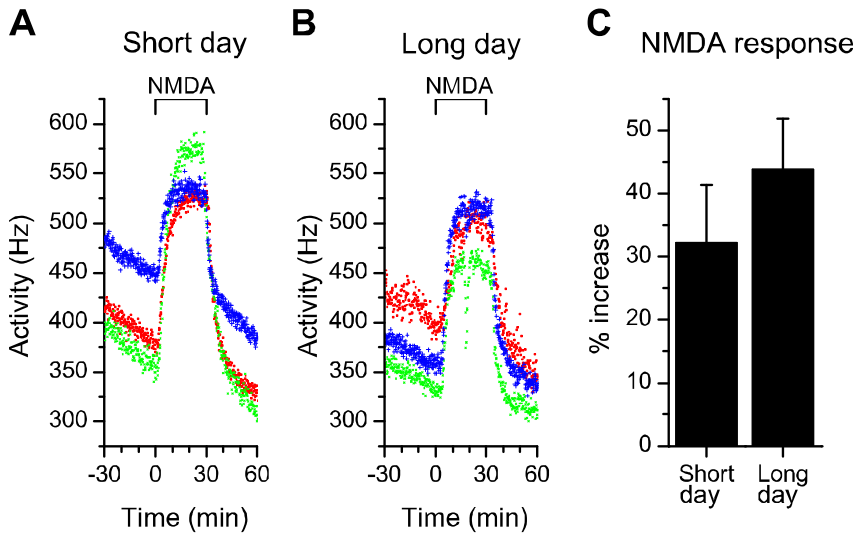 A
Short day
NMDA
600
550
500
450
400
350
300
Activity (Hz)
-30
0
30
60
Time (min)
B
Long day
NMDA
600
550
500
450
400
350
300
Activity (Hz)
-30
0
30
60
Time (min)
C
NMDA response
50
40
30
20
10
0
% increase
Short
day
Long
day